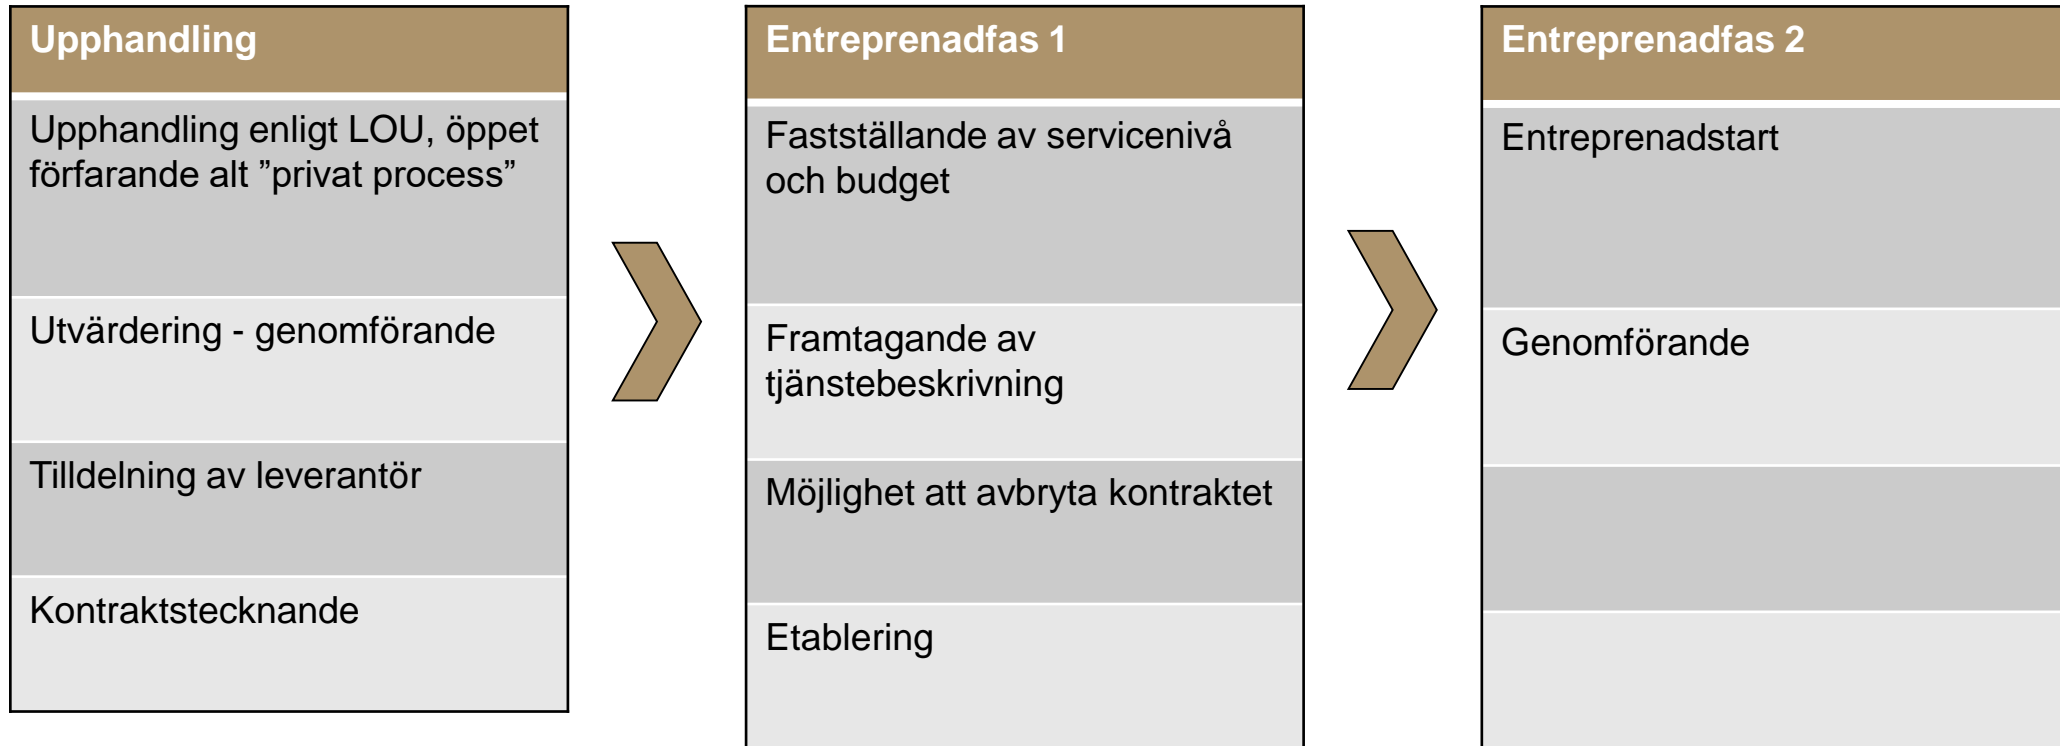 Upphandling
Upphandling enligt LOU, öppet
förfarande alt ”privat process”
Utvärdering - genomförande
Tilldelning av leverantör
Kontraktstecknande
Entreprenadfas 1
Fastställande av servicenivå
och budget
Framtagande av
tjänstebeskrivning
Möjlighet att avbryta kontraktet
Etablering
Entreprenadfas 2
Entreprenadstart
Genomförande